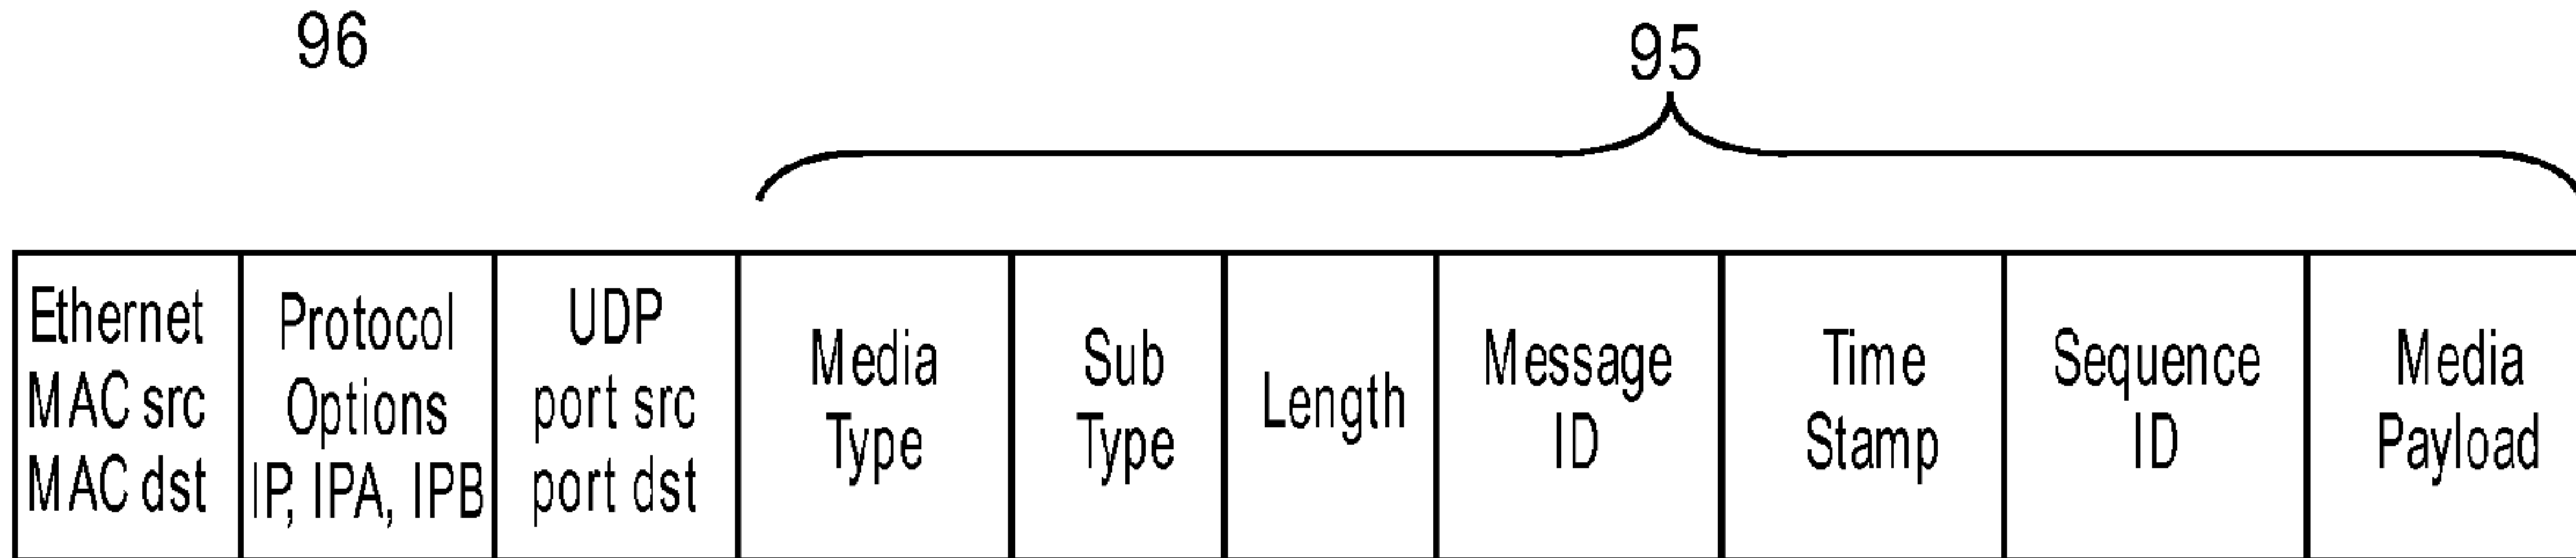 96
95
Ethernet
MAC src
MAC dst
Protocol
Options
IP, IPA, IPB
UDP
port src
port dst
Media
Type
Sub
Type
Length
Message
ID
Time
Stamp
Sequence
ID
Media
Payload